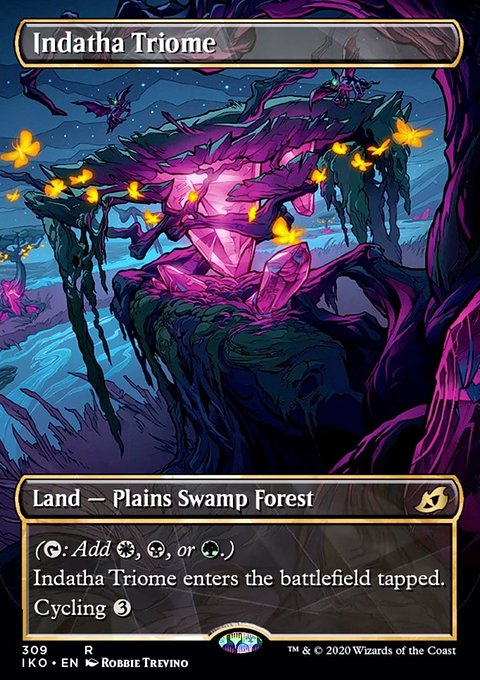 Indatha Triome
Land — Plains Swamp Forest
(: Add , , or .)
Indatha Triome enters the battlefield tapped.
Cycling 3
309 R
IKO • EN Robbie Trevino
™ & © 2020 Wizards of the Coast